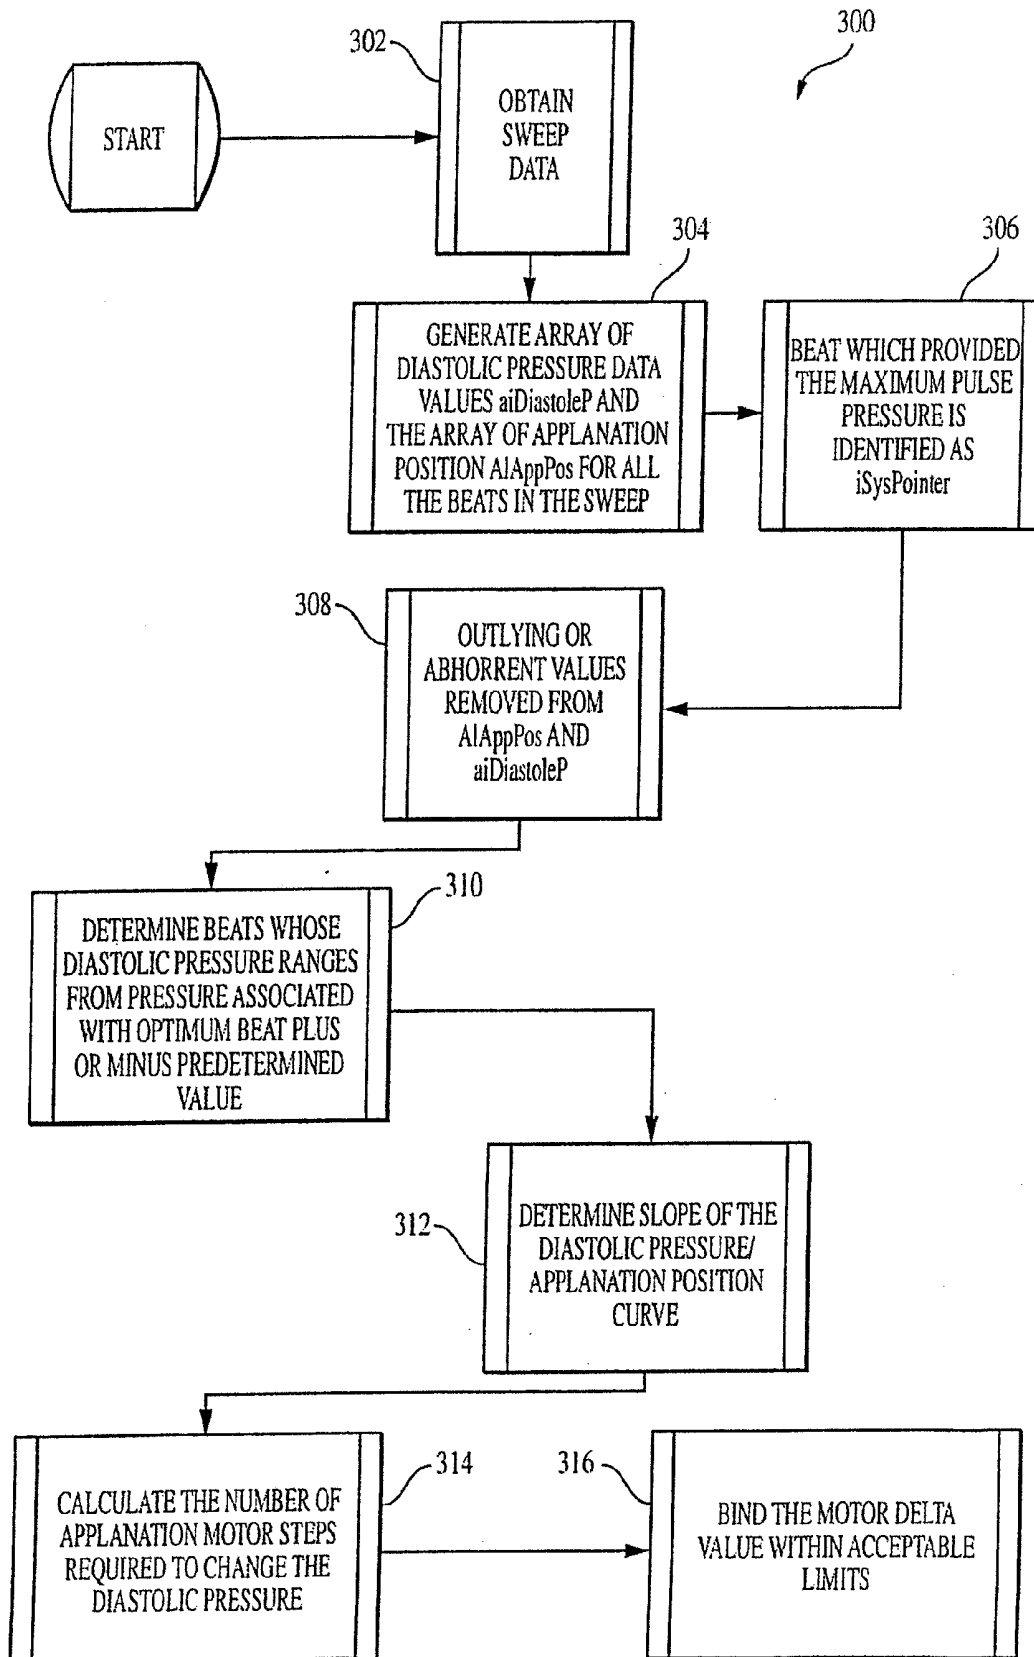 300
START
302
OBTAIN
SWEEP
DATA
304
GENERATE ARRAY OF
DIASTOLIC PRESSURE DATA
VALUES aiDiastoleP AND
THE ARRAY OF APPLANATION
POSITION AlAppPos FOR ALL
THE BEATS IN THE SWEEP
306
BEAT WHICH PROVIDED
THE MAXIMUM PULSE
PRESSURE IS
IDENTIFIED AS
iSysPointer
308
OUTLYING OR
ABHORRENT VALUES
REMOVED FROM
AlAppPos AND
aiDiastoleP
310
DETERMINE BEATS WHOSE
DIASTOLIC PRESSURE RANGES
FROM PRESSURE ASSOCIATED
WITH OPTIMUM BEAT PLUS
OR MINUS PREDETERMINED
VALUE
312
DETERMINE SLOPE OF THE
DIASTOLIC PRESSURE/
APPLANATION POSITION
CURVE
314
CALCULATE THE NUMBER OF
APPLANATION MOTOR STEPS
REQUIRED TO CHANGE THE
DIASTOLIC PRESSURE
316
BIND THE MOTOR DELTA
VALUE WITHIN ACCEPTABLE
LIMITS